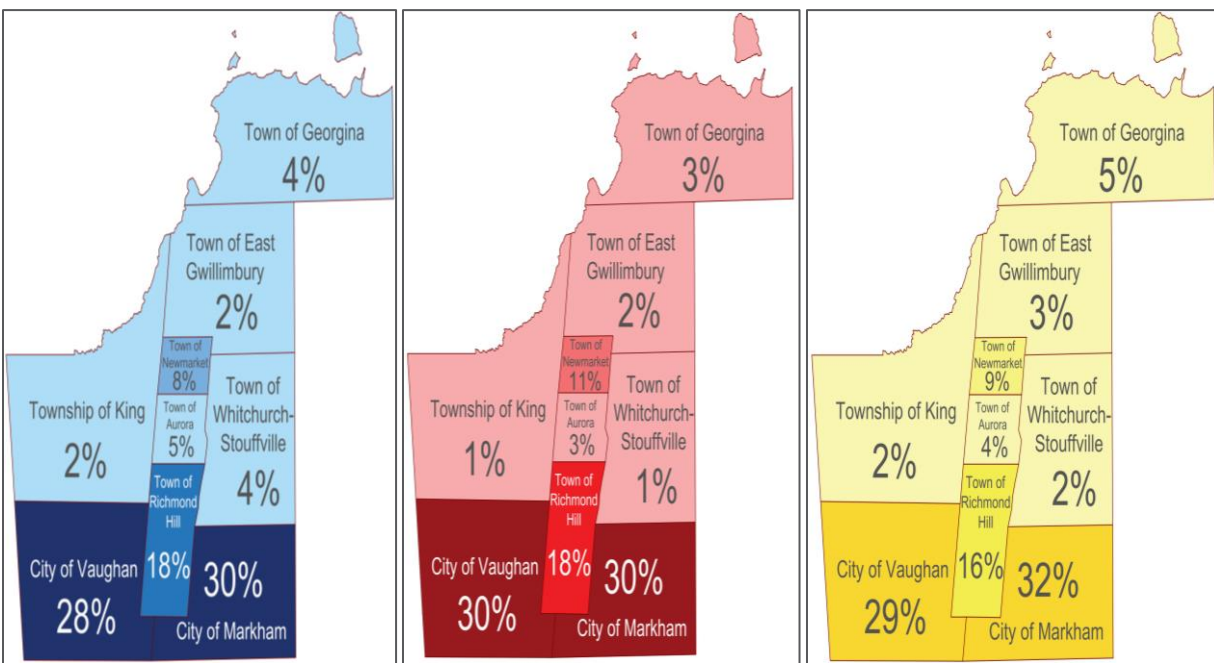 Town of Georgina
4%
Town of East
Gwillimbury
2%
Town of
Newmarket
8%
Township of King
2%
Town of
Aurora
5%
Town of
Whitchurch-
Stouffville
4%
Town of
Richmond
Hill
18%
City of Vaughan
28%
30%
City of Markham
Town of Georgina
3%
Town of East
Gwillimbury
2%
Town of
Newmarket
11%
Township of King
1%
Town of
Aurora
3%
Town of
Whitchurch-
Stouffville
1%
Town of
Richmond
Hill
18%
City of Vaughan
30%
30%
City of Markham
Town of Georgina
5%
Town of East
Gwillimbury
3%
Town of
Newmarket
9%
Township of King
2%
Town of
Aurora
4%
Town of
Whitchurch-
Stouffville
2%
Town of
Richmond
Hill
16%
City of Vaughan
29%
32%
City of Markham